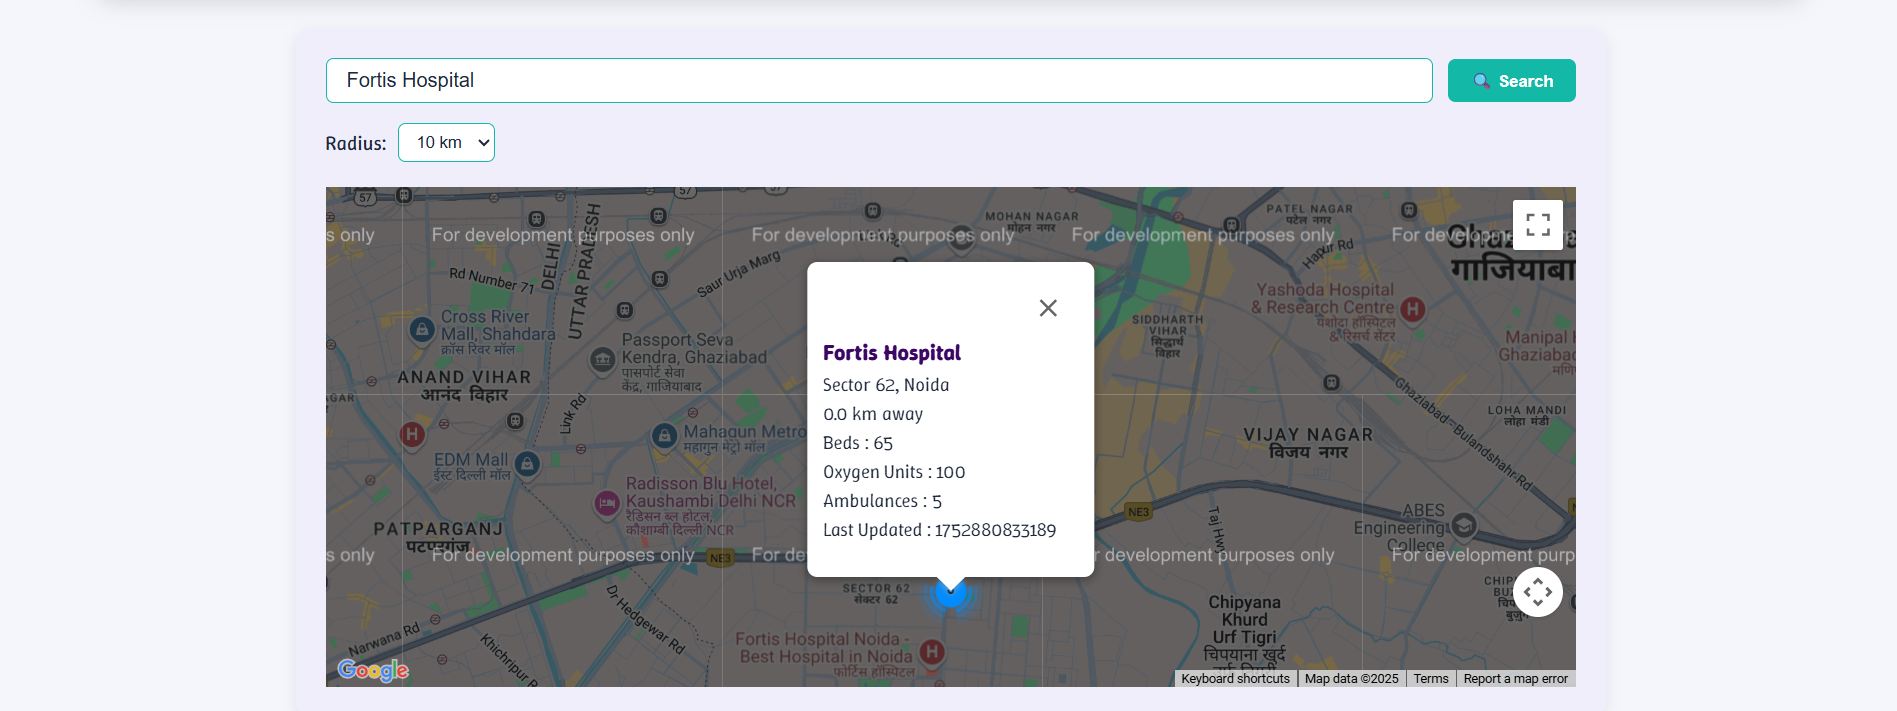 Fortis Hospital
Search
Radius:
10 km
57
57
57
s only
For development purposes only
For development purposes only
For development purposes only
MOHAN NAGAR
मोहन नगर
PATEL NAGAR
पटेल नगर
Hapur Rd
गाजियाबा
DELHI
UTTAR PRADESH
Rd Number 71
Saur Urja Marg
Cross River
Mall, Shahdara
क्रॉस रिवर मॉल
Passport Seva
Kendra, Ghaziabad
पासपोर्ट सेवा
केंद्र, गाजियाबाद
ANAND VIHAR
आनंद विहार
GAR
Link Rd
Mahagun Metro
महागुन मेट्रो मॉल
EDM Mall
ईस्ट दिल्ली मॉल
Radisson Blu Hotel,
Kaushambi Delhi NCR
रैडिसन ब्लू होटल,
कौशाम्बी दिल्ली NCR
PATPARGANJ
पटपरगंज
Fortis Hospital
Sector 62, Noida
0.0 km away
Beds : 65
Oxygen Units : 100
Ambulances : 5
Last Updated : 1752880833189
SIDDHARTH
VIHAR
सिद्धार्थ
विहार
Yashoda Hospital
& Research Centre
यशोदा हॉस्पिटल
& रिसर्च सेंटर
Manipal H
Ghaziabad
मणि
Ghaziabad-Bulandshahr Rd
LOHA MANDI
लोहा मंडी
VIJAY NAGAR
विजय नगर
NE3
Taj Hwy
ABES
Engineering
College
s only
For development purposes only
For de
r development purposes only
For development purp
NE3
SECTOR 62
सेक्टर 62
Dr Hedgewar Rd
Narwana Rd
Khichripur R
Fortis Hospital Noida -
Best Hospital in Noida
फोर्टिस हॉस्पिटल
Chipyana
Khurd
Urf Tigri
चिपयाना खुर्द
उर्फ तिगरी
CHIP
BUZ
Google
Keyboard shortcuts
Map data ©2025
Terms
Report a map error